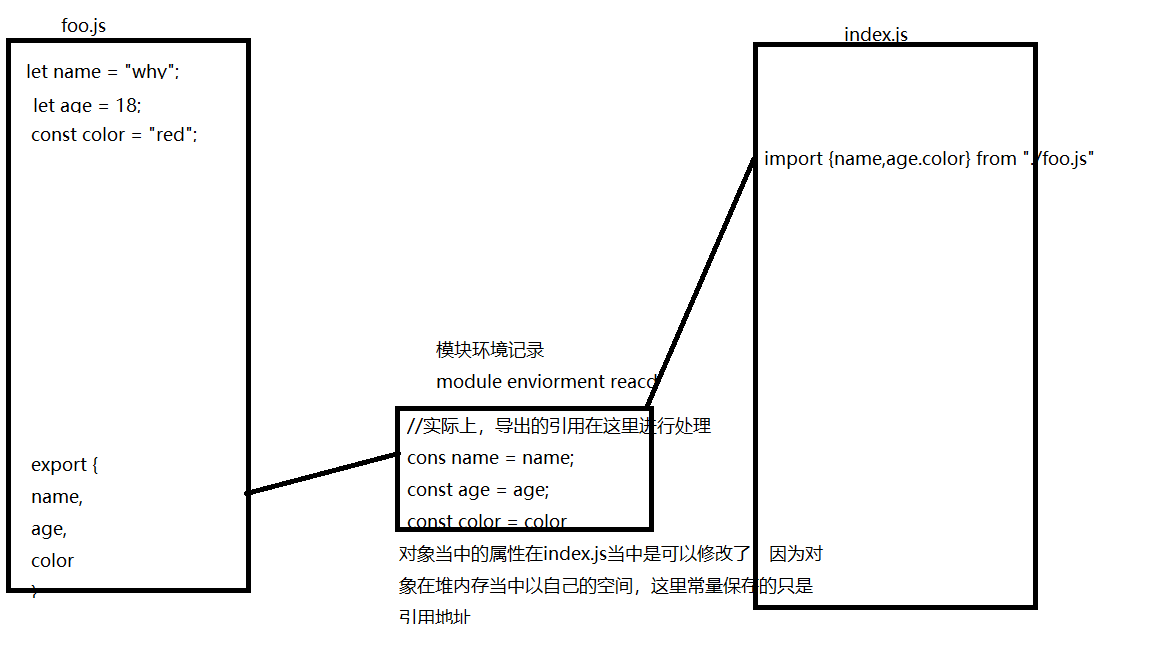 foo.js
let name = "why";
let age = 18;
const color = "red";
export {
name,
age,
color
}
模块环境记录
module enviorment reacd
//实际上，导出的引用在这里进行处理
cons name = name;
const age = age;
const color = color
对象当中的属性在index.js当中是可以修改了 因为对
象在堆内存当中以自己的空间，这里常量保存的只是
引用地址
index.js
import {name,age.color} from "./foo.js"